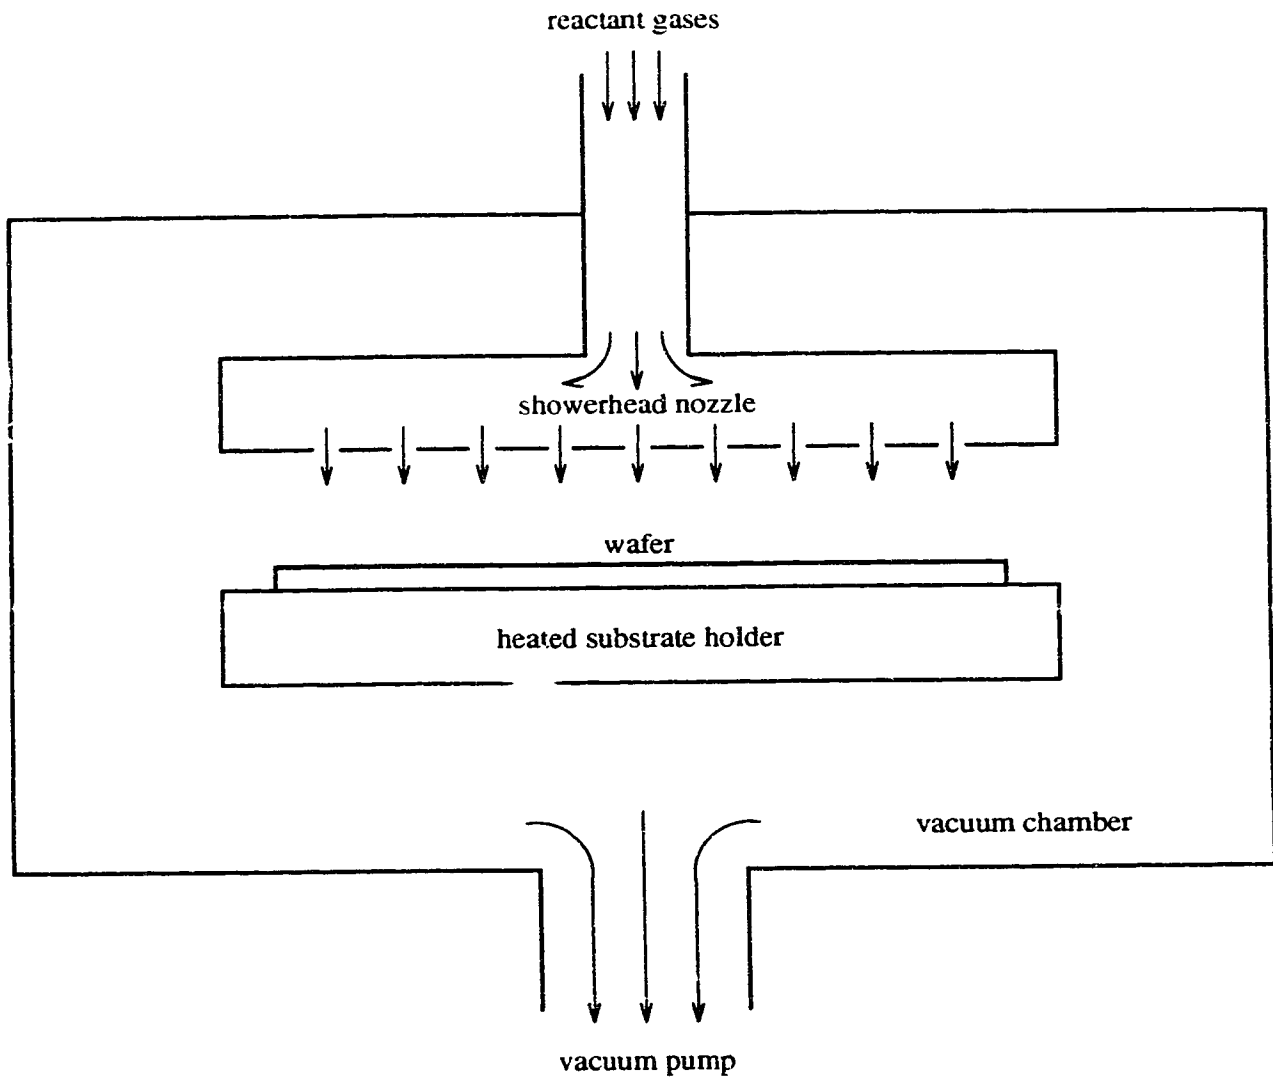 reactant gases
showerhead nozzle
wafer
heated substrate holder
vacuum chamber
vacuum pump